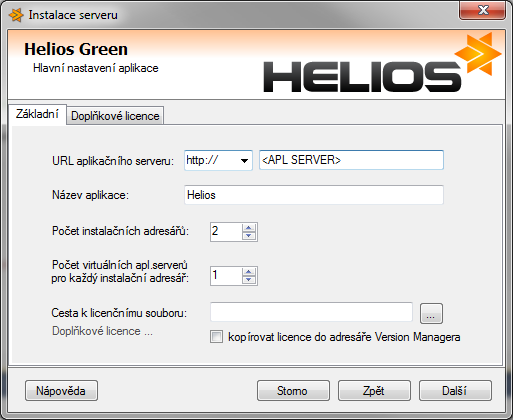 Instalace serveru
Helios Green
Hlavní nastavení aplikace
HELIOS
Základní
Doplňkové licence
URL aplikačního serveru:
http://
<APL SERVER>
Název aplikace:
Helios
Počet instalačních adresářů:
2
Počet virtuálních apl.serverů
pro každý instalační adresář:
1
Cesta k licenčnímu souboru:
...
Doplňkové licence ...
kopírovat licence do adresáře Version Managera
Nápověda
Storno
Zpět
Další